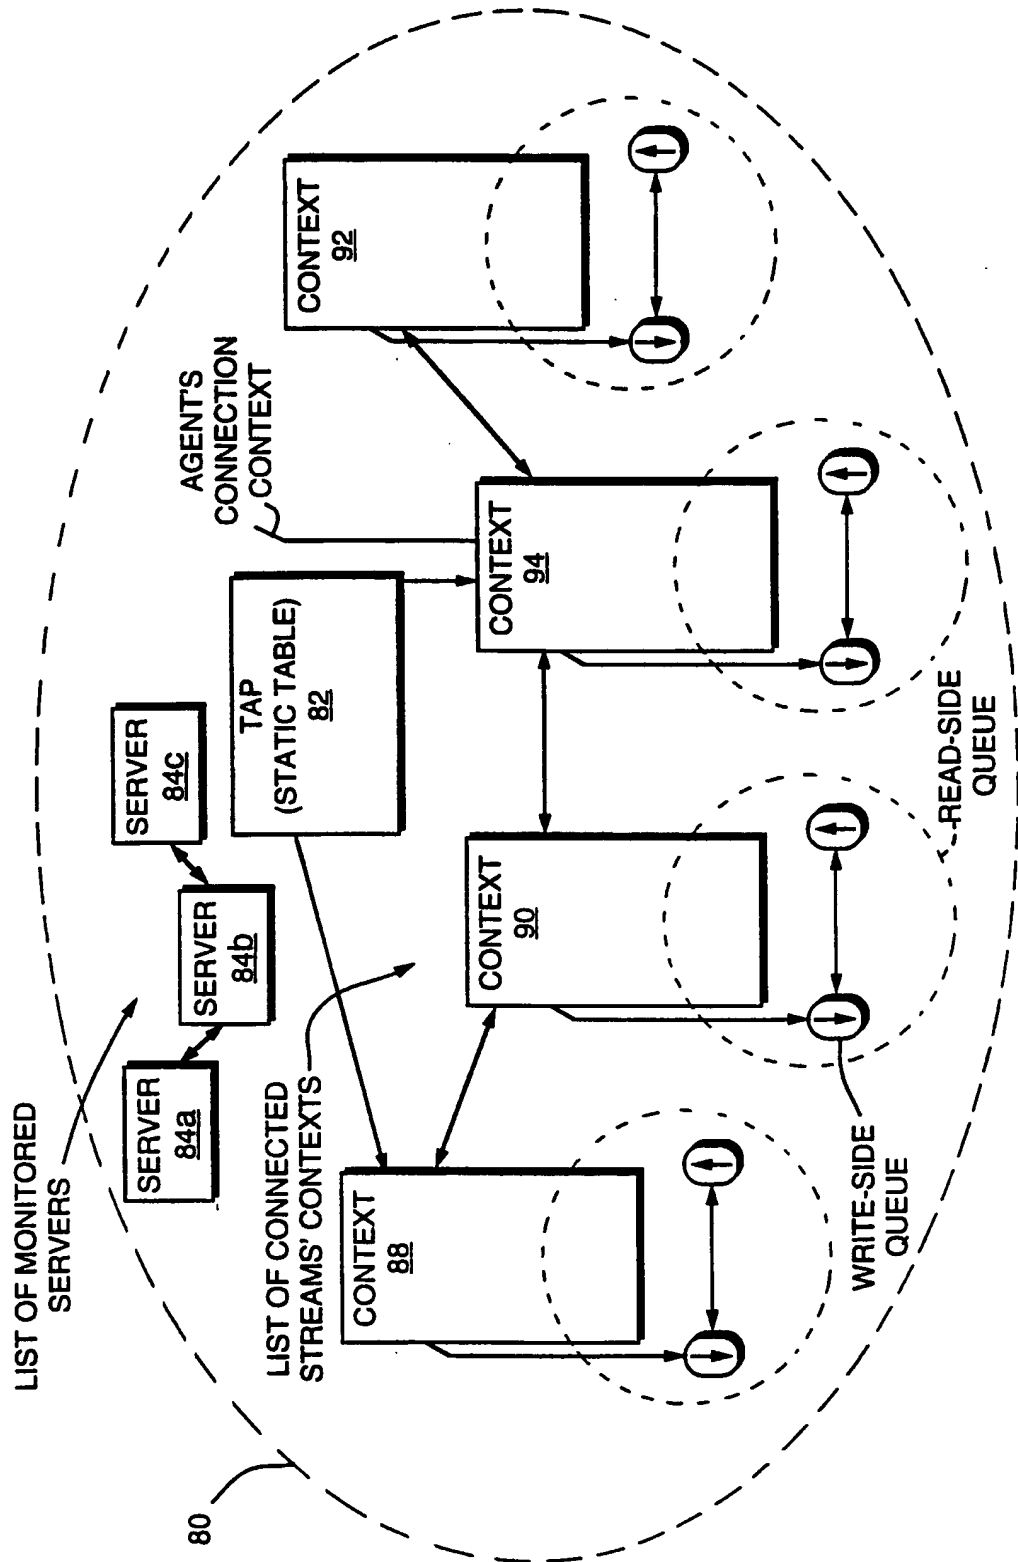 LIST OF MONITORED
SERVERS
SERVER
84a
SERVER
84b
SERVER
84c
TAP
(STATIC TABLE)
82
AGENT'S
CONNECTION
CONTEXT
LIST OF CONNECTED
STREAMS' CONTEXTS
CONTEXT
88
CONTEXT
90
CONTEXT
94
CONTEXT
92
WRITE-SIDE
QUEUE
READ-SIDE
QUEUE
80